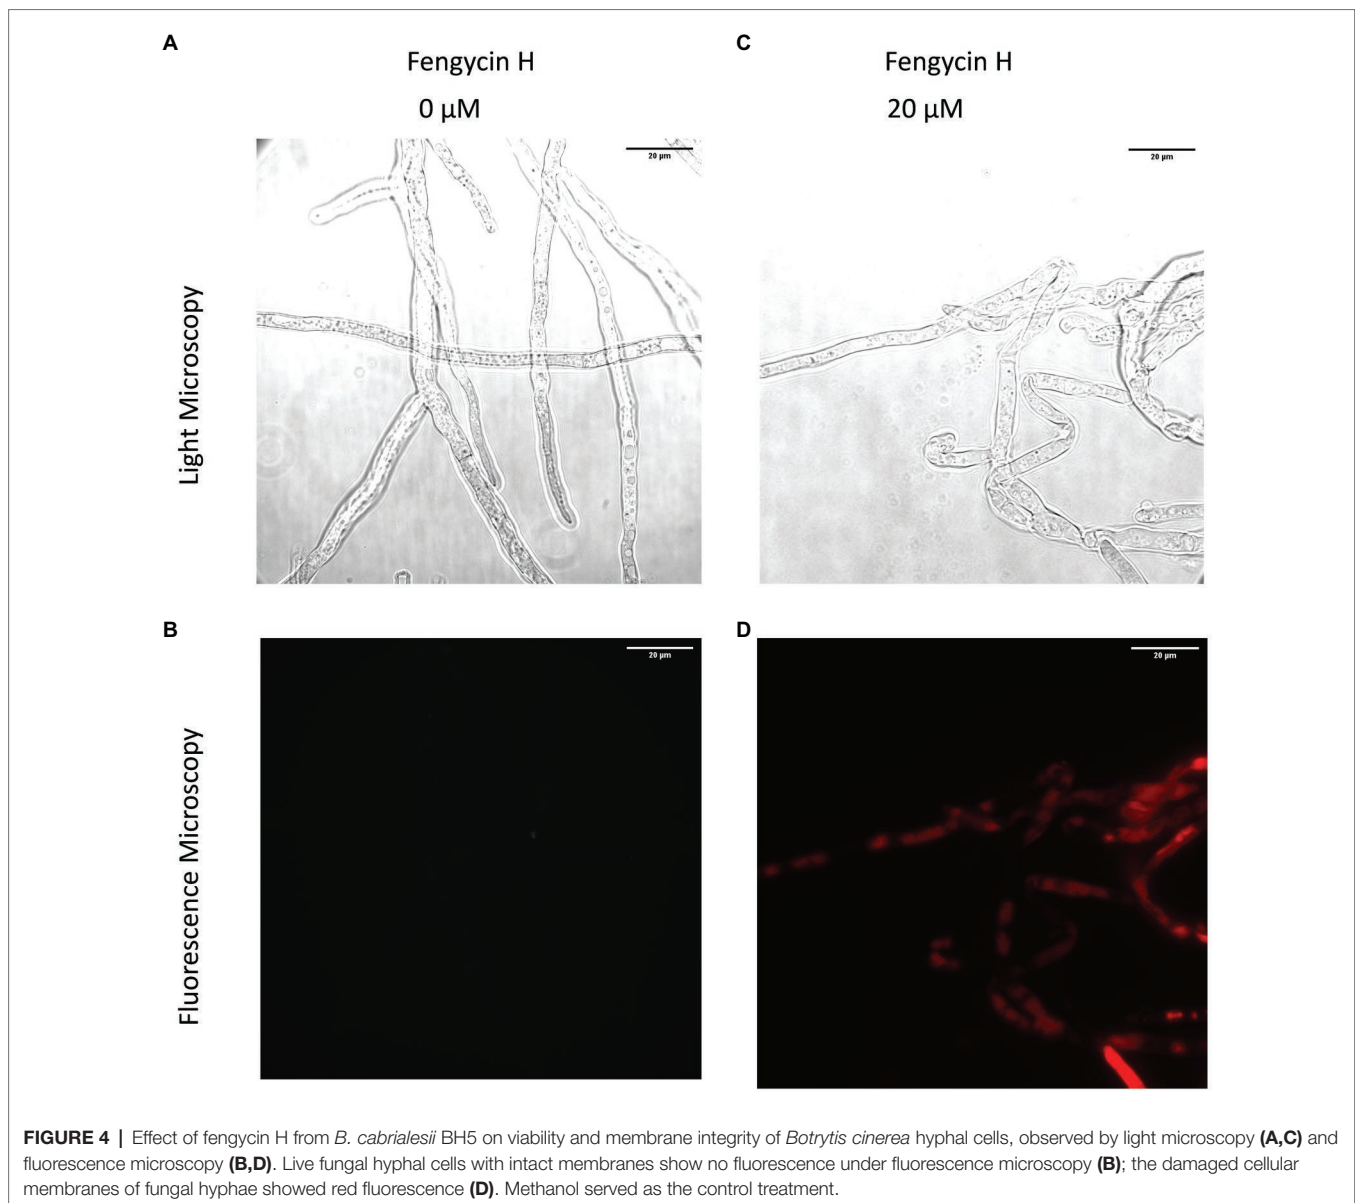 A
Fengycin H
0 µM
C
Fengycin H
20 µM
20 µm
20 µm
Light Microscopy
B
D
20 µm
20 µm
Fluorescence Microscopy
FIGURE 4 | Effect of fengycin H from B. cabrialesii BH5 on viability and membrane integrity of Botrytis cinerea hyphal cells, observed by light microscopy (A,C) and
fluorescence microscopy (B,D). Live fungal hyphal cells with intact membranes show no fluorescence under fluorescence microscopy (B); the damaged cellular
membranes of fungal hyphae showed red fluorescence (D). Methanol served as the control treatment.